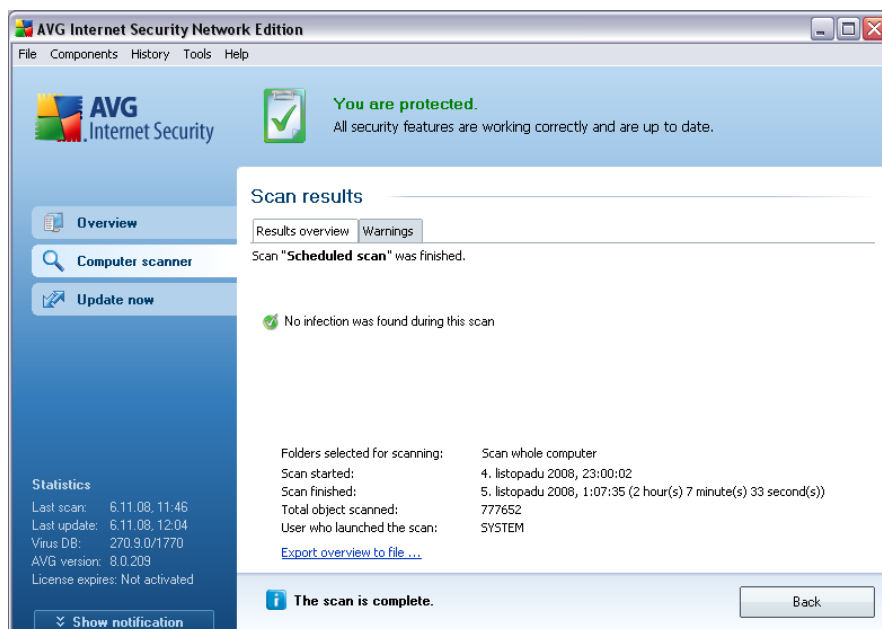 AVG Internet Security Network Edition
File Components History Tools Help
AVG
Internet Security
You are protected.
All security features are working correctly and are up to date.
Overview
Computer scanner
Update now
Scan results
Results overview Warnings
Scan "Scheduled scan" was finished.
No infection was found during this scan
Folders selected for scanning: Scan whole computer
Scan started: 4. listopadu 2008, 23:00:02
Scan finished: 5. listopadu 2008, 1:07:35 (2 hour(s) 7 minute(s) 33 second(s))
Total object scanned: 777652
User who launched the scan: SYSTEM
Export overview to file ...
Statistics
Last scan: 6.11.08, 11:46
Last update: 6.11.08, 12:04
Virus DB: 270.9.0/1770
AVG version: 8.0.209
License expires: Not activated
Show notification
The scan is complete.
Back